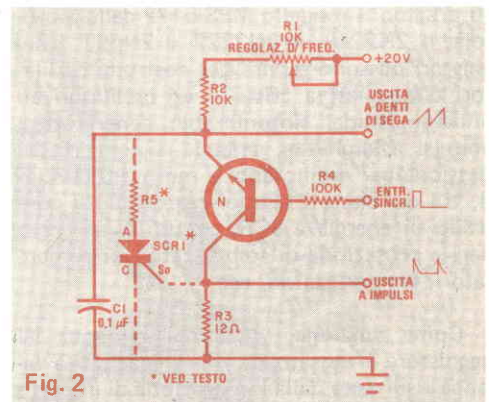 R1
10K
REGOLAZ. DI FREQ.
+20V
R2
10K
USCITA
A DENTI
DI SEGA
R5*
N
R4
100K
ENTR.
SINCR.
A
SCR1
*
C
So
USCITA
A IMPULSI
C1
0,1 µF
R3
12Ω
Fig. 2
* VED. TESTO